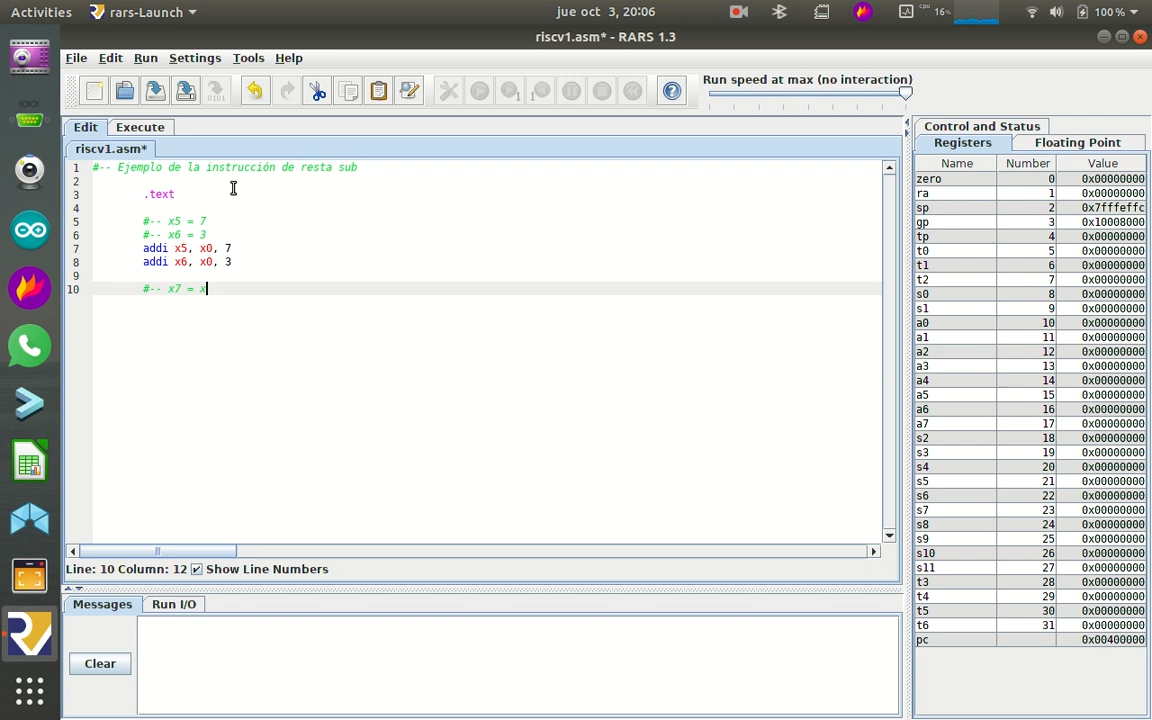 Activities rars-Launch jue oct 3, 20:06 cpu 16% 100%
riscv1.asm* - RARS 1.3
File Edit Run Settings Tools Help
Run speed at max (no interaction)
Edit Execute
riscv1.asm*
1 #-- Ejemplo de la instrucción de resta sub
2
3 .text
4
5 #-- x5 = 7
6 #-- x6 = 3
7 addi x5, x0, 7
8 addi x6, x0, 3
9
10 #-- x7 = x
Line: 10 Column: 12 Show Line Numbers
Messages Run I/O
Clear
Control and Status
Registers Floating Point
Name Number Value
zero 0 0x00000000
ra 1 0x00000000
sp 2 0x7fffeffc
gp 3 0x10008000
tp 4 0x00000000
t0 5 0x00000000
t1 6 0x00000000
t2 7 0x00000000
s0 8 0x00000000
s1 9 0x00000000
a0 10 0x00000000
a1 11 0x00000000
a2 12 0x00000000
a3 13 0x00000000
a4 14 0x00000000
a5 15 0x00000000
a6 16 0x00000000
a7 17 0x00000000
s2 18 0x00000000
s3 19 0x00000000
s4 20 0x00000000
s5 21 0x00000000
s6 22 0x00000000
s7 23 0x00000000
s8 24 0x00000000
s9 25 0x00000000
s10 26 0x00000000
s11 27 0x00000000
t3 28 0x00000000
t4 29 0x00000000
t5 30 0x00000000
t6 31 0x00000000
pc 0x00400000